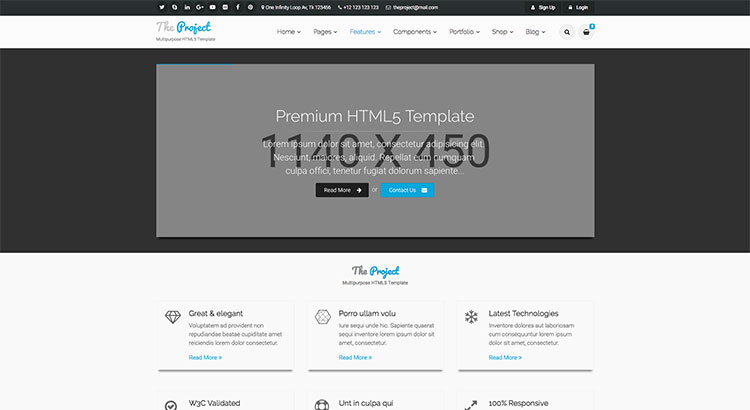 One Infinity Loop Av, Tk 123456 +12 123 123 123 theproject@mail.com Sign Up Login
The Project
Multipurpose HTML5 Template
Home Pages Features Components Portfolio Shop Blog 0
Premium HTML5 Template
1140 X 450
Lorem ipsum dolor sit amet, consectetur adipisicing elit.
Nesciunt, maiores, aliquid. Repellat cum cumquam
culpa offici, tenetur fugiat dolorum sapiente...
Read More or Contact Us
The Project
Multipurpose HTML5 Template
Great & elegant
Voluptatem ad provident non
repudiandae beatae cupiditate amet
reiciendis lorem dolor consectetur.
Read More »
Porro ullam volu
Iure sequi unde hic. Sapiente quaerat
sequi inventore lorem ipsum dolor sit
amet, consectetur.
Read More »
Latest Technologies
Inventore dolores aut laboriosam
cum consequuntur lorem ipsum
dolor sit amet, consectetur.
Read More »
W3C Validated
Unt in culpa qui
100% Responsive